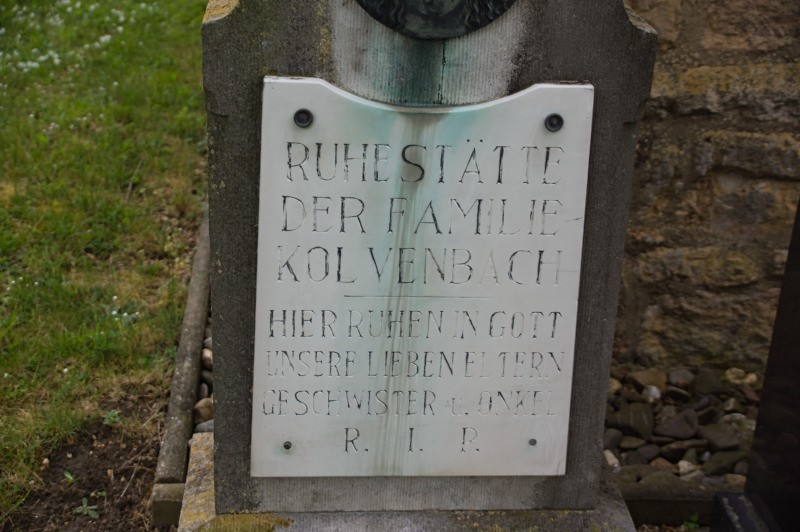 RUHESTÄTTE
DER FAMILIE
KOLVENBACH
HIER RUHEN IN GOTT
UNSERE LIEBEN ELTERN
GESCHWISTER u. ONKEL
R. I. P.